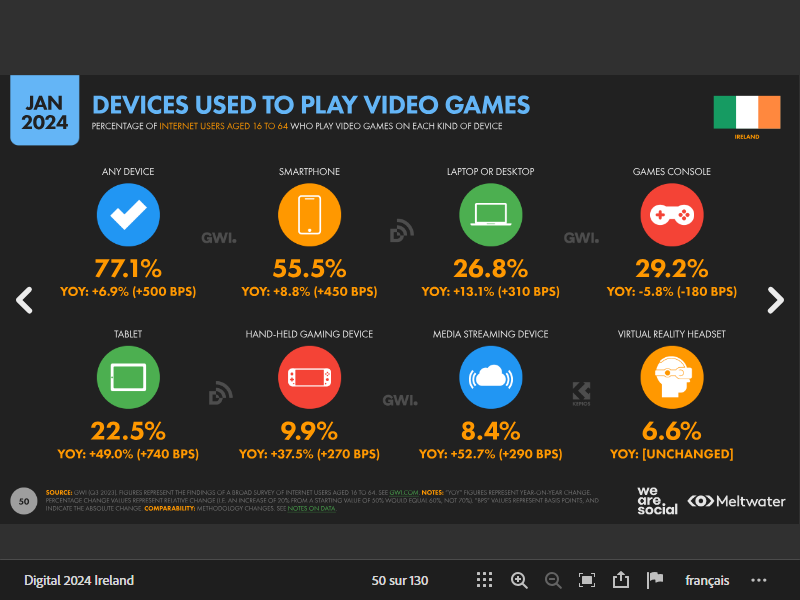 JAN
2024
DEVICES USED TO PLAY VIDEO GAMES
PERCENTAGE OF INTERNET USERS AGED 16 TO 64 WHO PLAY VIDEO GAMES ON EACH KIND OF DEVICE
IRELAND
ANY DEVICE
77.1%
YOY: +6.9% (+500 BPS)
SMARTPHONE
55.5%
YOY: +8.8% (+450 BPS)
LAPTOP OR DESKTOP
26.8%
YOY: +13.1% (+310 BPS)
GAMES CONSOLE
29.2%
YOY: -5.8% (-180 BPS)
GWI.
GWI.
TABLET
22.5%
YOY: +49.0% (+740 BPS)
HAND-HELD GAMING DEVICE
9.9%
YOY: +37.5% (+270 BPS)
MEDIA STREAMING DEVICE
8.4%
YOY: +52.7% (+290 BPS)
VIRTUAL REALITY HEADSET
6.6%
YOY: [UNCHANGED]
GWI.
KEPIOS
50
SOURCE: GWI (Q3 2023). FIGURES REPRESENT THE FINDINGS OF A BROAD SURVEY OF INTERNET USERS AGED 16 TO 64. SEE GWI.COM. NOTES: "YOY" FIGURES REPRESENT YEAR-ON-YEAR CHANGE.
PERCENTAGE CHANGE VALUES REPRESENT RELATIVE CHANGE (I.E. AN INCREASE OF 20% FROM A STARTING VALUE OF 50% WOULD EQUAL 60%, NOT 70%). "BPS" VALUES REPRESENT BASIS POINTS, AND
INDICATE THE ABSOLUTE CHANGE. COMPARABILITY: METHODOLOGY CHANGES. SEE NOTES ON DATA.
we
are.
social
Meltwater
Digital 2024 Ireland
50 sur 130
français